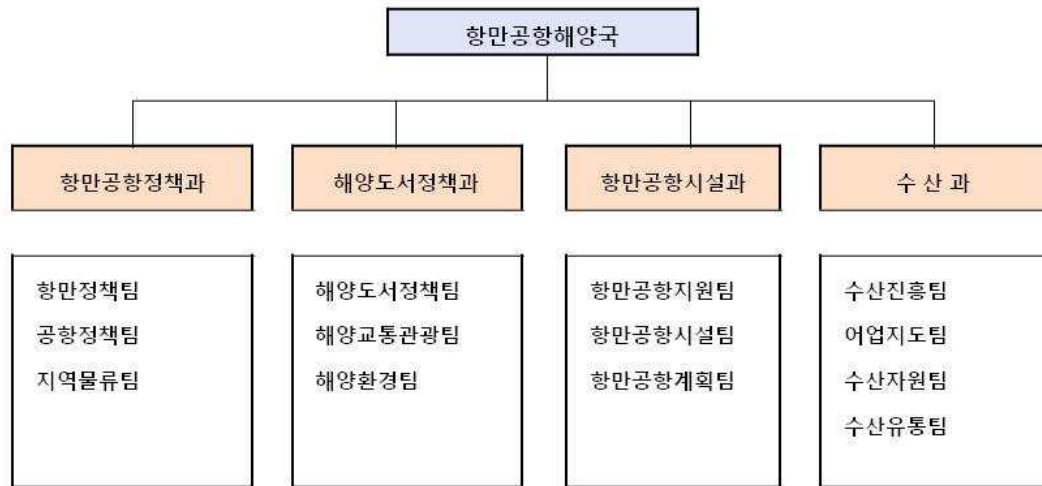 항만공항해양국
항만공항정책과
해양도서정책과
항만공항시설과
수 산 과
항만정책팀
공항정책팀
지역물류팀
해양도서정책팀
해양교통관광팀
해양환경팀
항만공항지원팀
항만공항시설팀
항만공항계획팀
수산진흥팀
어업지도팀
수산자원팀
수산유통팀